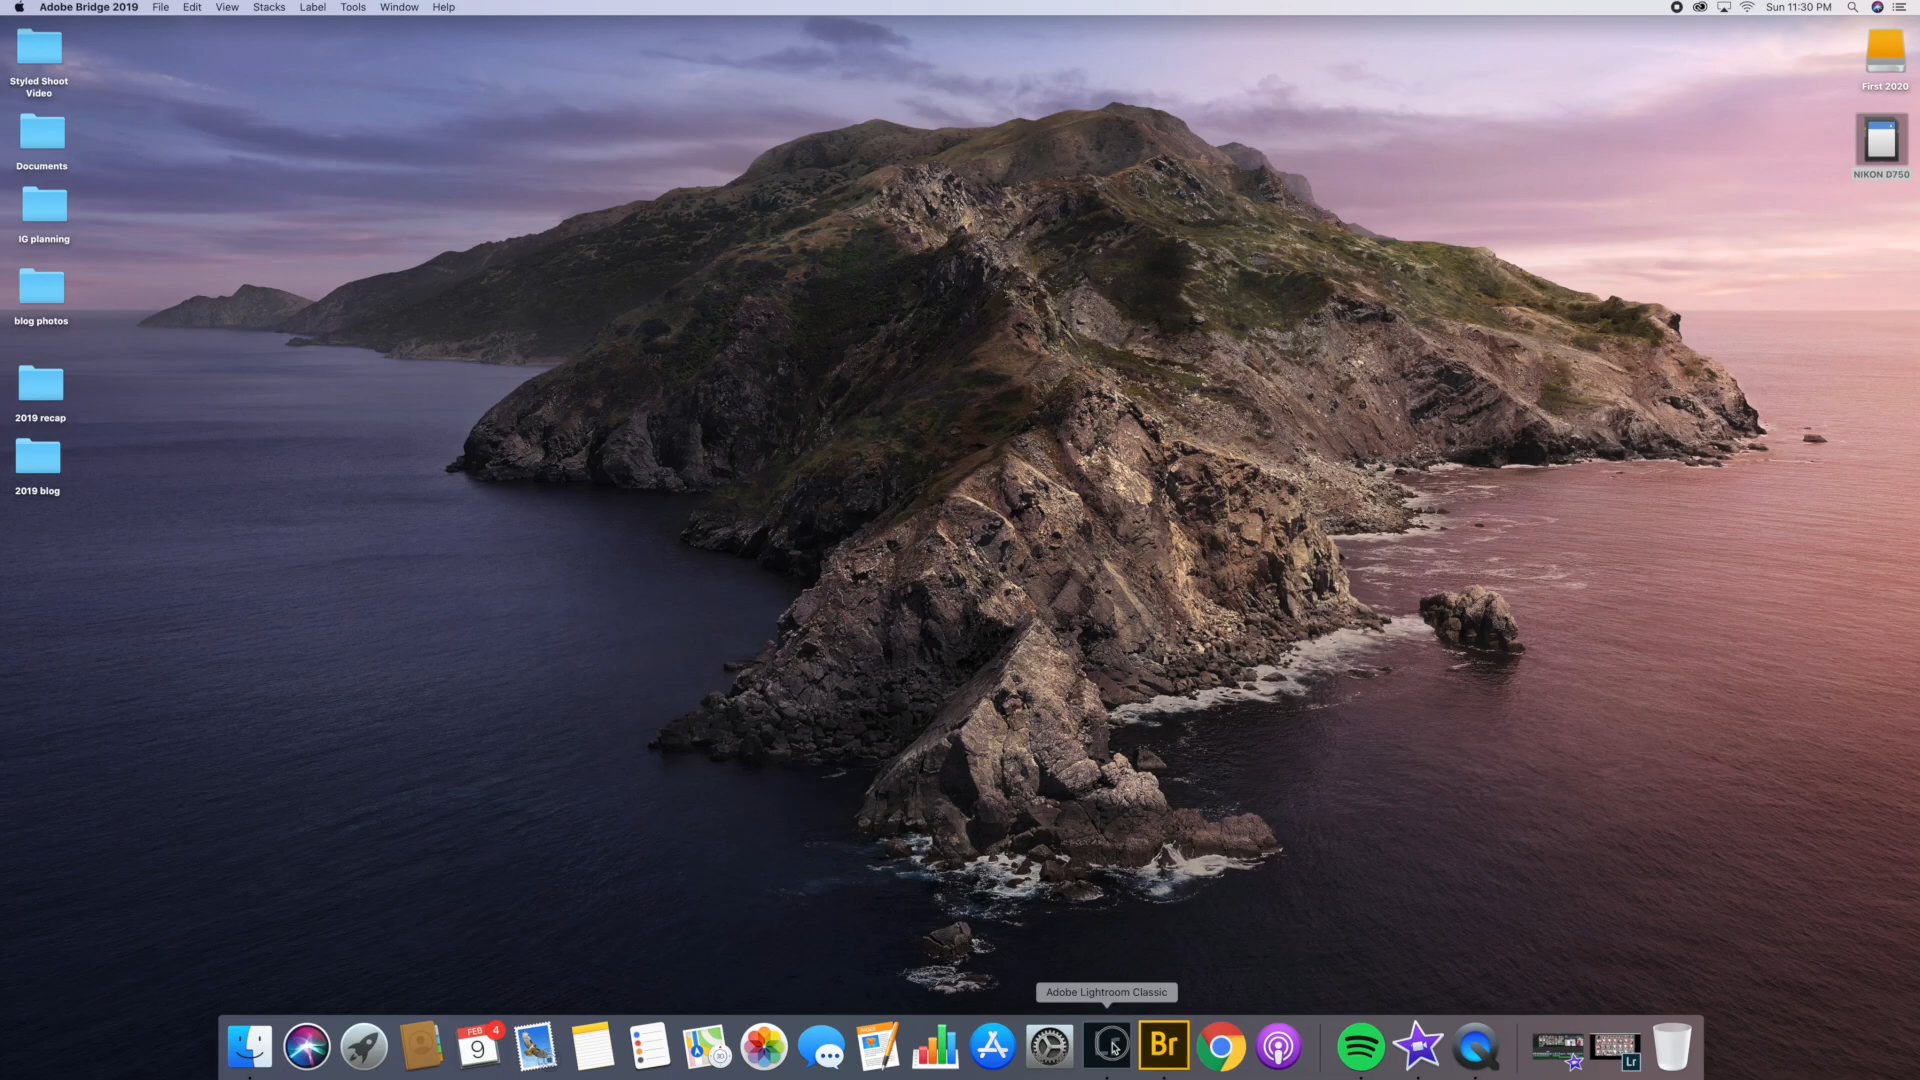 Adobe Bridge 2019 File Edit View Stacks Label Tools Window Help Sun 11:30 PM
Styled Shoot
Video
Documents
IG planning
blog photos
2019 recap
2019 blog
First 2020
NIKON D750
Adobe Lightroom Classic
FEB 4
9
3D
Br
Lr